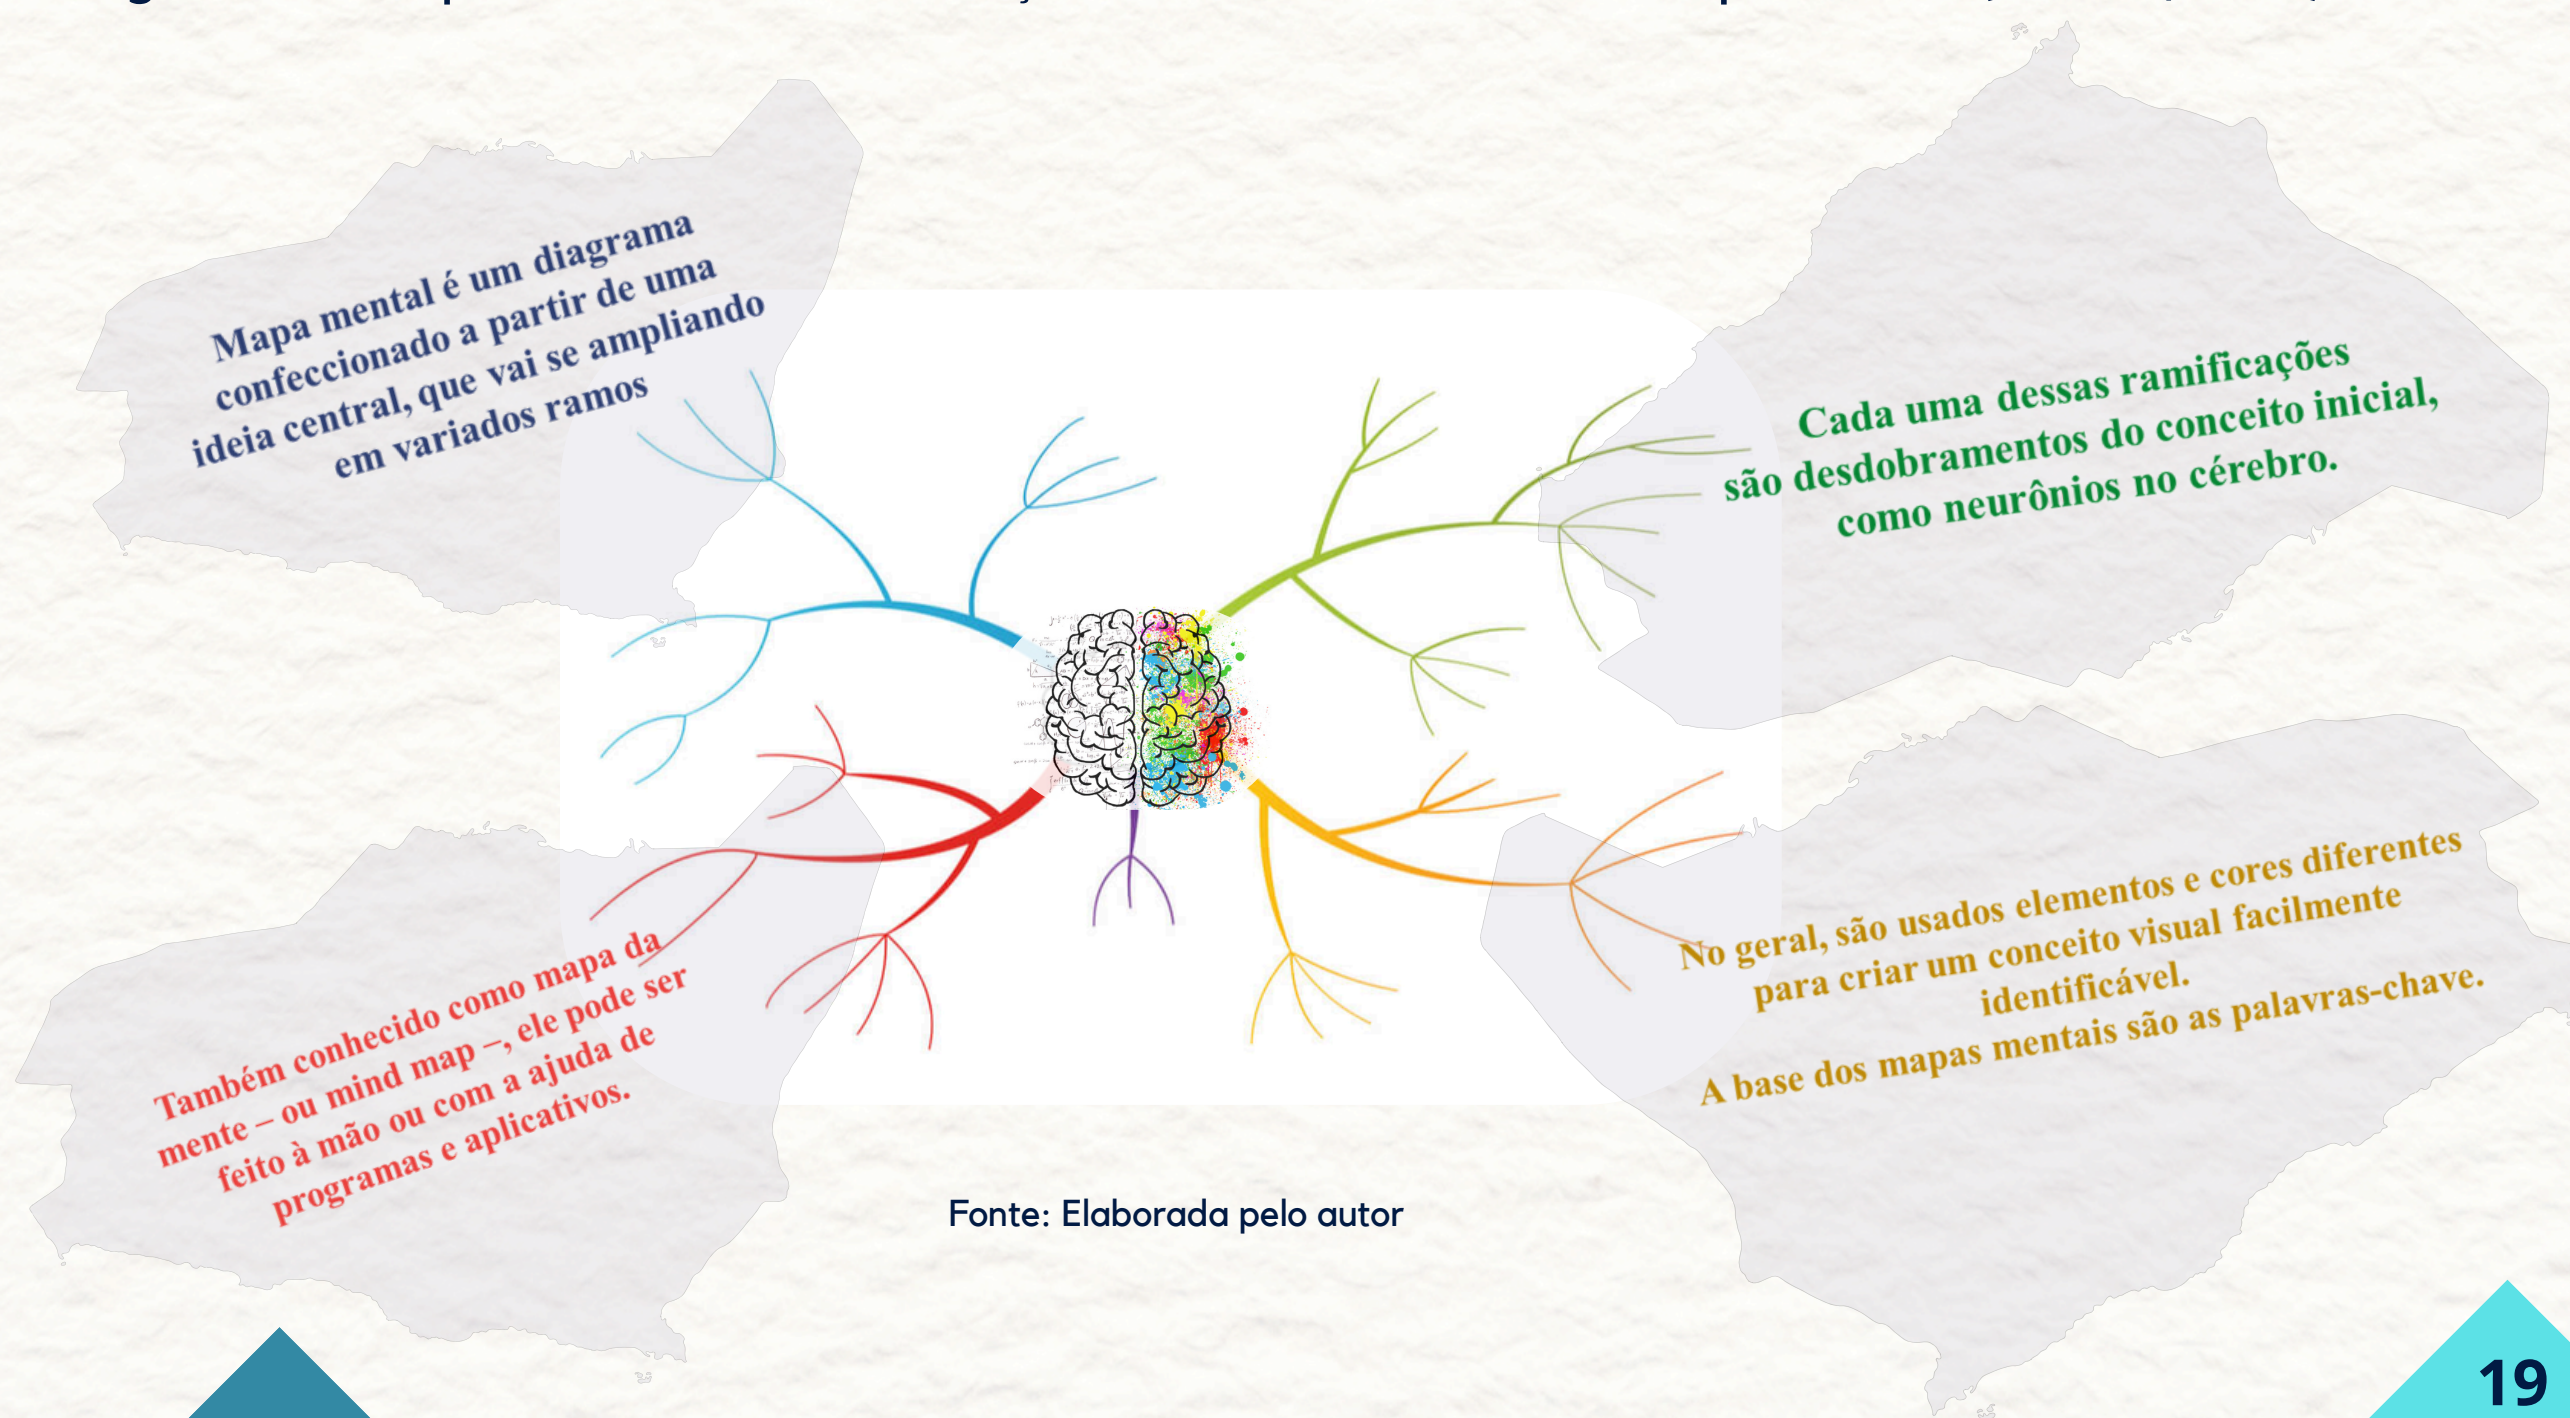 Mapa mental é um diagrama
confeccionado a partir de uma
ideia central, que vai se ampliando
em variados ramos
Cada uma dessas ramificações
são desdobramentos do conceito inicial,
como neurônios no cérebro.
Também conhecido como mapa da
mente – ou mind map –, ele pode ser
feito à mão ou com a ajuda de
programas e aplicativos.
No geral, são usados elementos e cores diferentes
para criar um conceito visual facilmente
identificável.
A base dos mapas mentais são as palavras-chave.
Fonte: Elaborada pelo autor
19